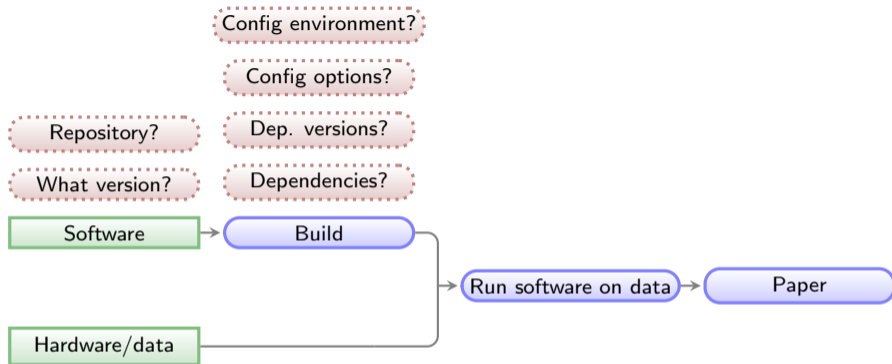 Config environment?
Config options?
Repository?
Dep. versions?
What version?
Dependencies?
Software
Build
Run software on data
Paper
Hardware/data